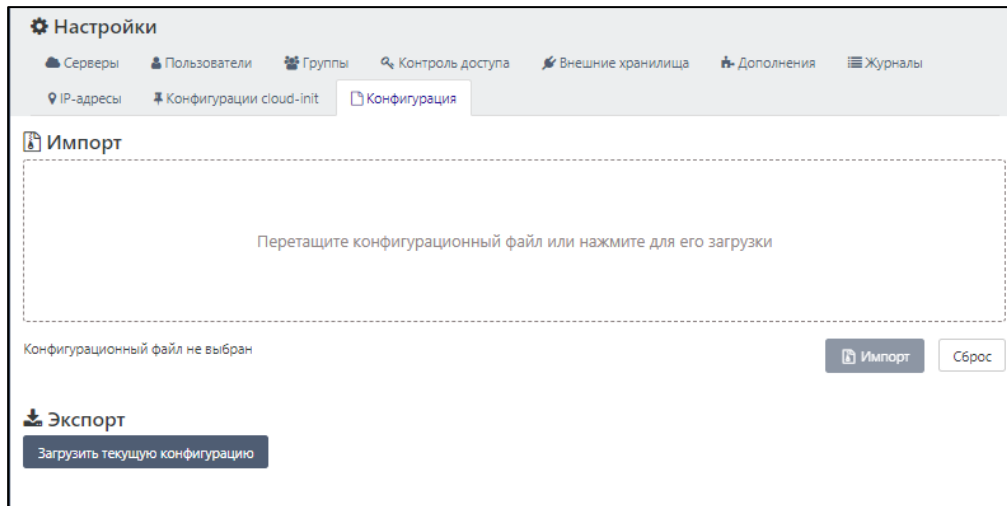 Настройки
Серверы Пользователи Группы Контроль доступа Внешние хранилища Дополнения Журналы
IP-адресы Конфигурации cloud-init Конфигурация
Импорт
Перетащите конфигурационный файл или нажмите для его загрузки
Конфигурационный файл не выбран Импорт Сброс
Экспорт
Загрузить текущую конфигурацию